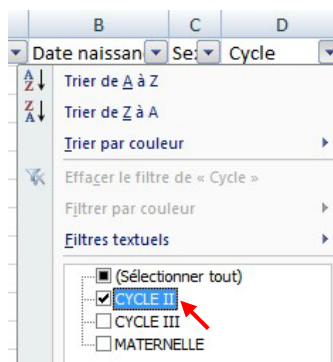 B C D
Date naissan Se: Cycle
Trier de A à Z
Trier de Z à A
Trier par couleur
Effacer le filtre de « Cycle »
Filtrer par couleur
Filtres textuels
(Sélectionner tout)
CYCLE II
CYCLE III
MATERNELLE